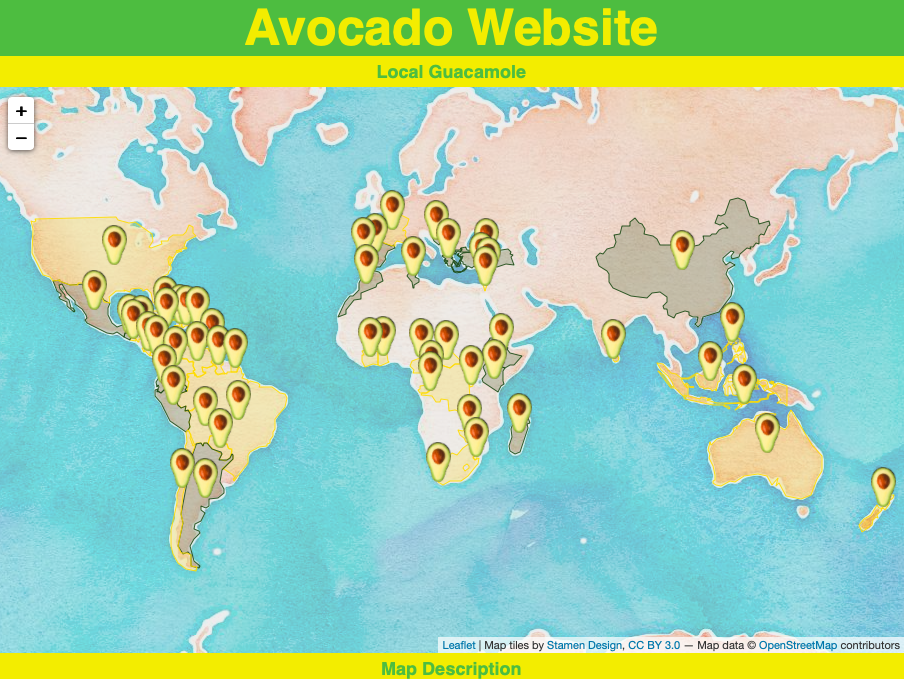 Avocado Website
Local Guacamole
+
−
Leaflet | Map tiles by Stamen Design, CC BY 3.0 — Map data © OpenStreetMap contributors
Map Description